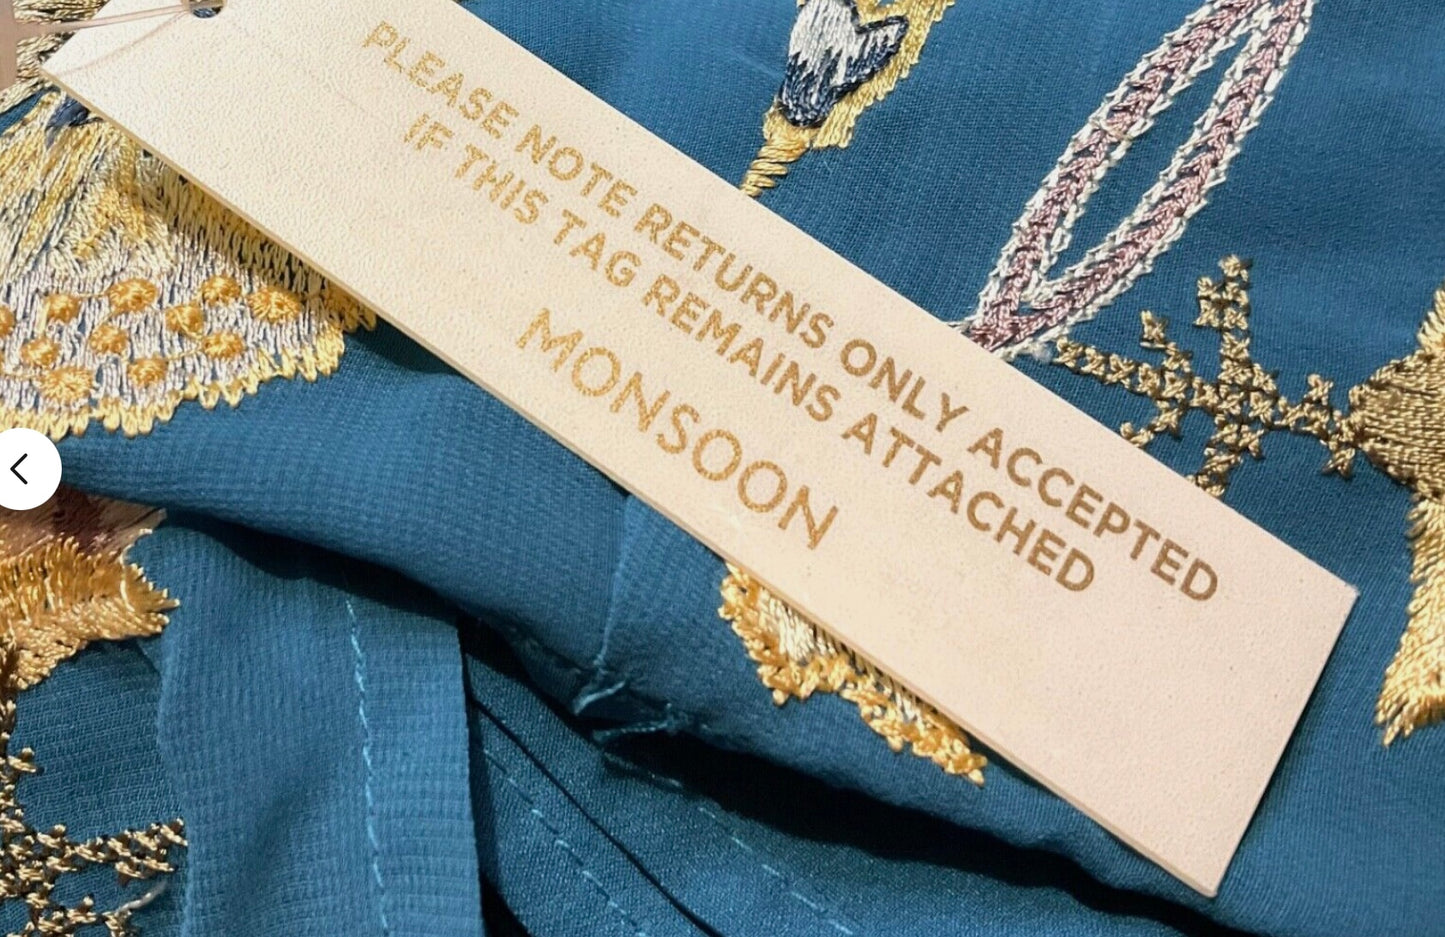 PLEASE NOTE RETURNS ONLY ACCEPTED
IF THIS TAG REMAINS ATTACHED
MONSOON